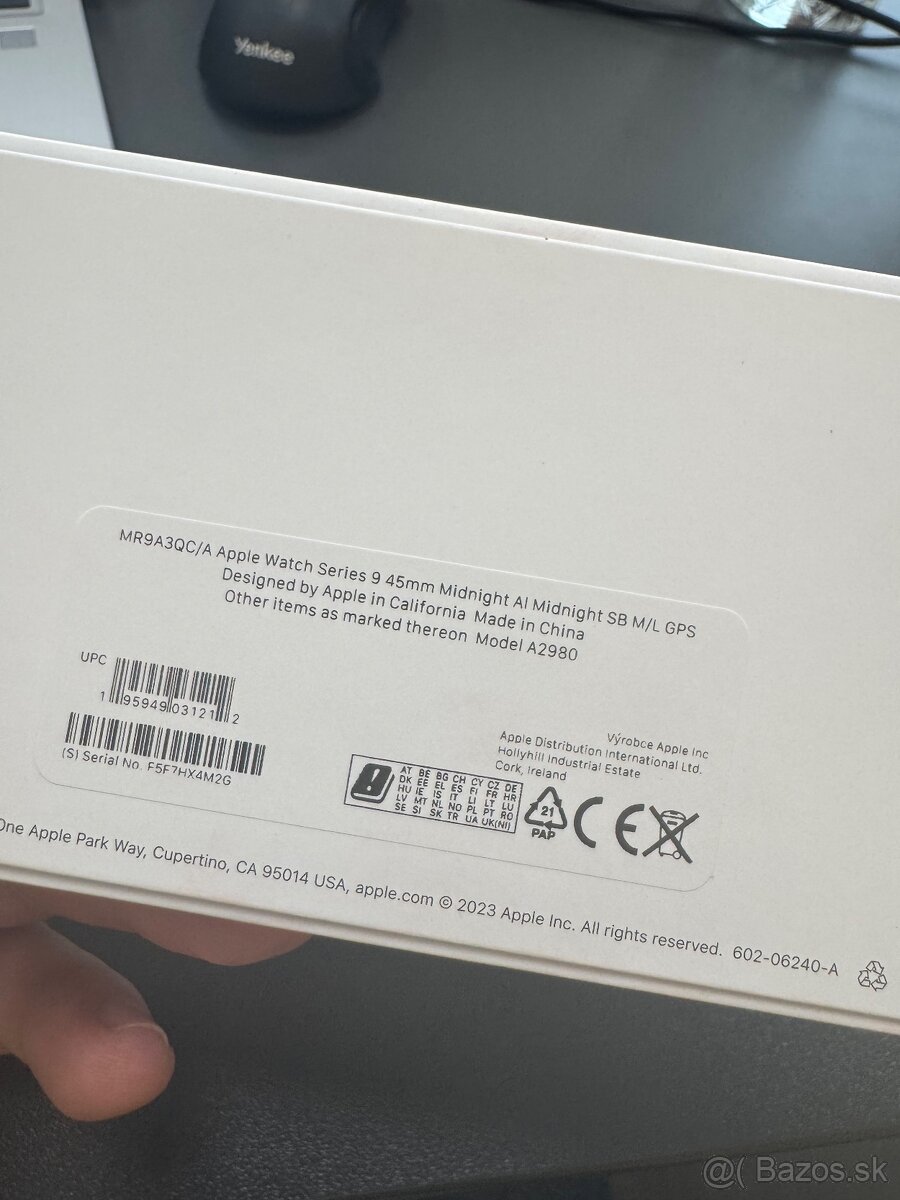 Yenkee
MR9A3QC/A Apple Watch Series 9 45mm Midnight Al Midnight SB M/L GPS
Designed by Apple in California Made in China
Other items as marked thereon Model A2980
UPC
1 95949 03121 2
(S) Serial No. F5F7HX4M2G
Výrobce Apple Inc
Apple Distribution International Ltd.
Hollyhill Industrial Estate
Cork, Ireland
AT BE BG CH CY CZ DE
DK EE EL ES FI FR HR
HU IE IS IT LI LT LU
LV MT NL NO PL PT RO
SE SI SK TR UA UK(NI)
21
PAP
CE
One Apple Park Way, Cupertino, CA 95014 USA, apple.com © 2023 Apple Inc. All rights reserved. 602-06240-A
@( Bazos.sk